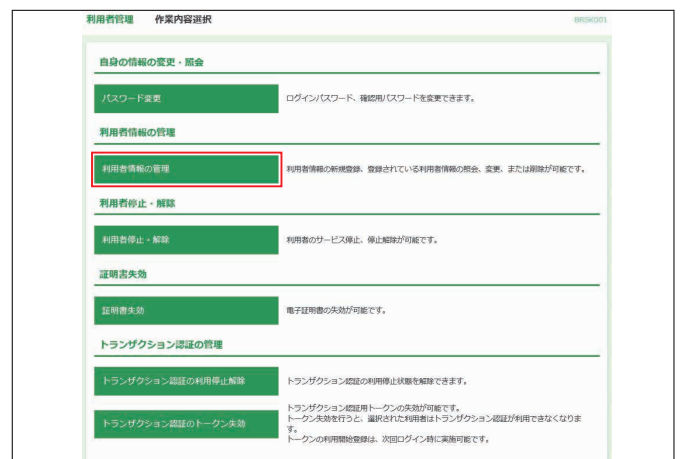 利用者管理 作業内容選択 BRSK001
自身の情報の変更・照会
パスワード変更 ログインパスワード、確認用パスワードを変更できます。
利用者情報の管理
利用者情報の管理 利用者情報の新規登録、登録されている利用者情報の照会、変更、または削除が可能です。
利用者停止・解除
利用者停止・解除 利用者のサービス停止、停止解除が可能です。
証明書失効
証明書失効 電子証明書の失効が可能です。
トランザクション認証の管理
トランザクション認証の利用停止解除 トランザクション認証の利用停止状態を解除できます。
トランザクション認証のトークン失効 トランザクション認証用トークンの失効が可能です。
トークン失効を行うと、選択された利用者はトランザクション認証が利用できなくなりま
す。
トークンの利用開始登録は、次回ログイン時に実施可能です。